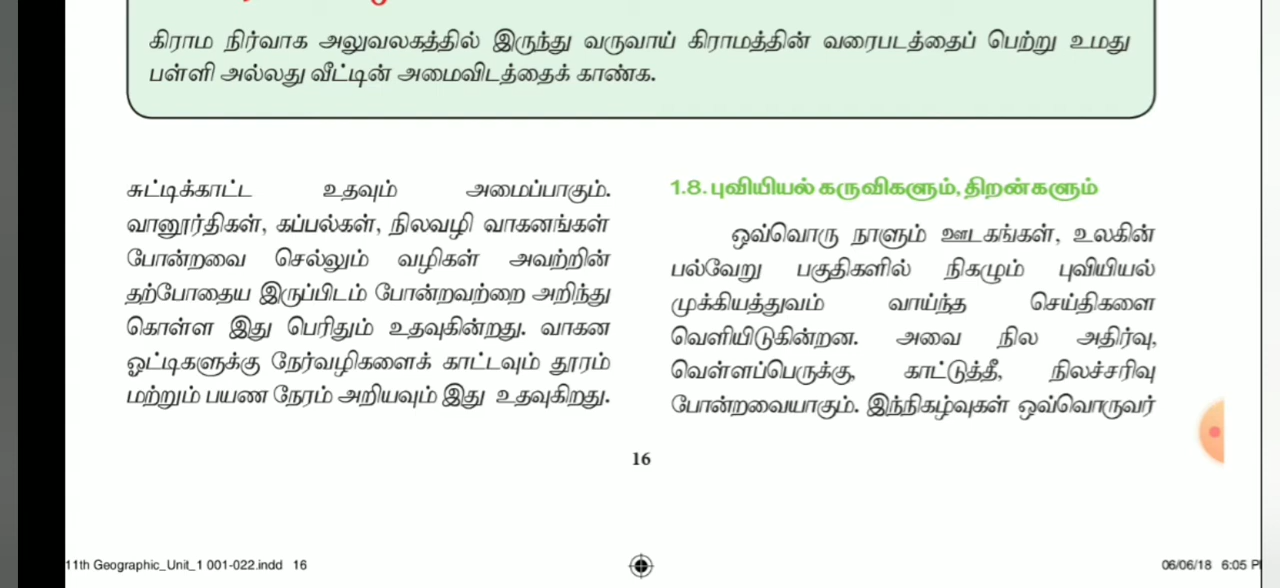 கிராம நிர்வாக அலுவலகத்தில் இருந்து வருவாய் கிராமத்தின் வரைபடத்தைப் பெற்று உமது
பள்ளி அல்லது வீட்டின் அமைவிடத்தைக் காண்க.
சுட்டிக்காட்ட உதவும் அமைப்பாகும்.
வானூர்திகள், கப்பல்கள், நிலவழி வாகனங்கள்
போன்றவை செல்லும் வழிகள் அவற்றின்
தற்போதைய இருப்பிடம் போன்றவற்றை அறிந்து
கொள்ள இது பெரிதும் உதவுகின்றது. வாகன
ஓட்டிகளுக்கு நேர்வழிகளைக் காட்டவும் தூரம்
மற்றும் பயண நேரம் அறியவும் இது உதவுகிறது.
1.8. புவியியல் கருவிகளும், திறன்களும்
ஒவ்வொரு நாளும் ஊடகங்கள், உலகின்
பல்வேறு பகுதிகளில் நிகழும் புவியியல்
முக்கியத்துவம் வாய்ந்த செய்திகளை
வெளியிடுகின்றன. அவை நில அதிர்வு,
வெள்ளப்பெருக்கு, காட்டுத்தீ, நிலச்சரிவு
போன்றவையாகும். இந்நிகழ்வுகள் ஒவ்வொருவர்
16
11th Geographic_Unit_1 001-022.indd 16
06/06/18 6:05 P